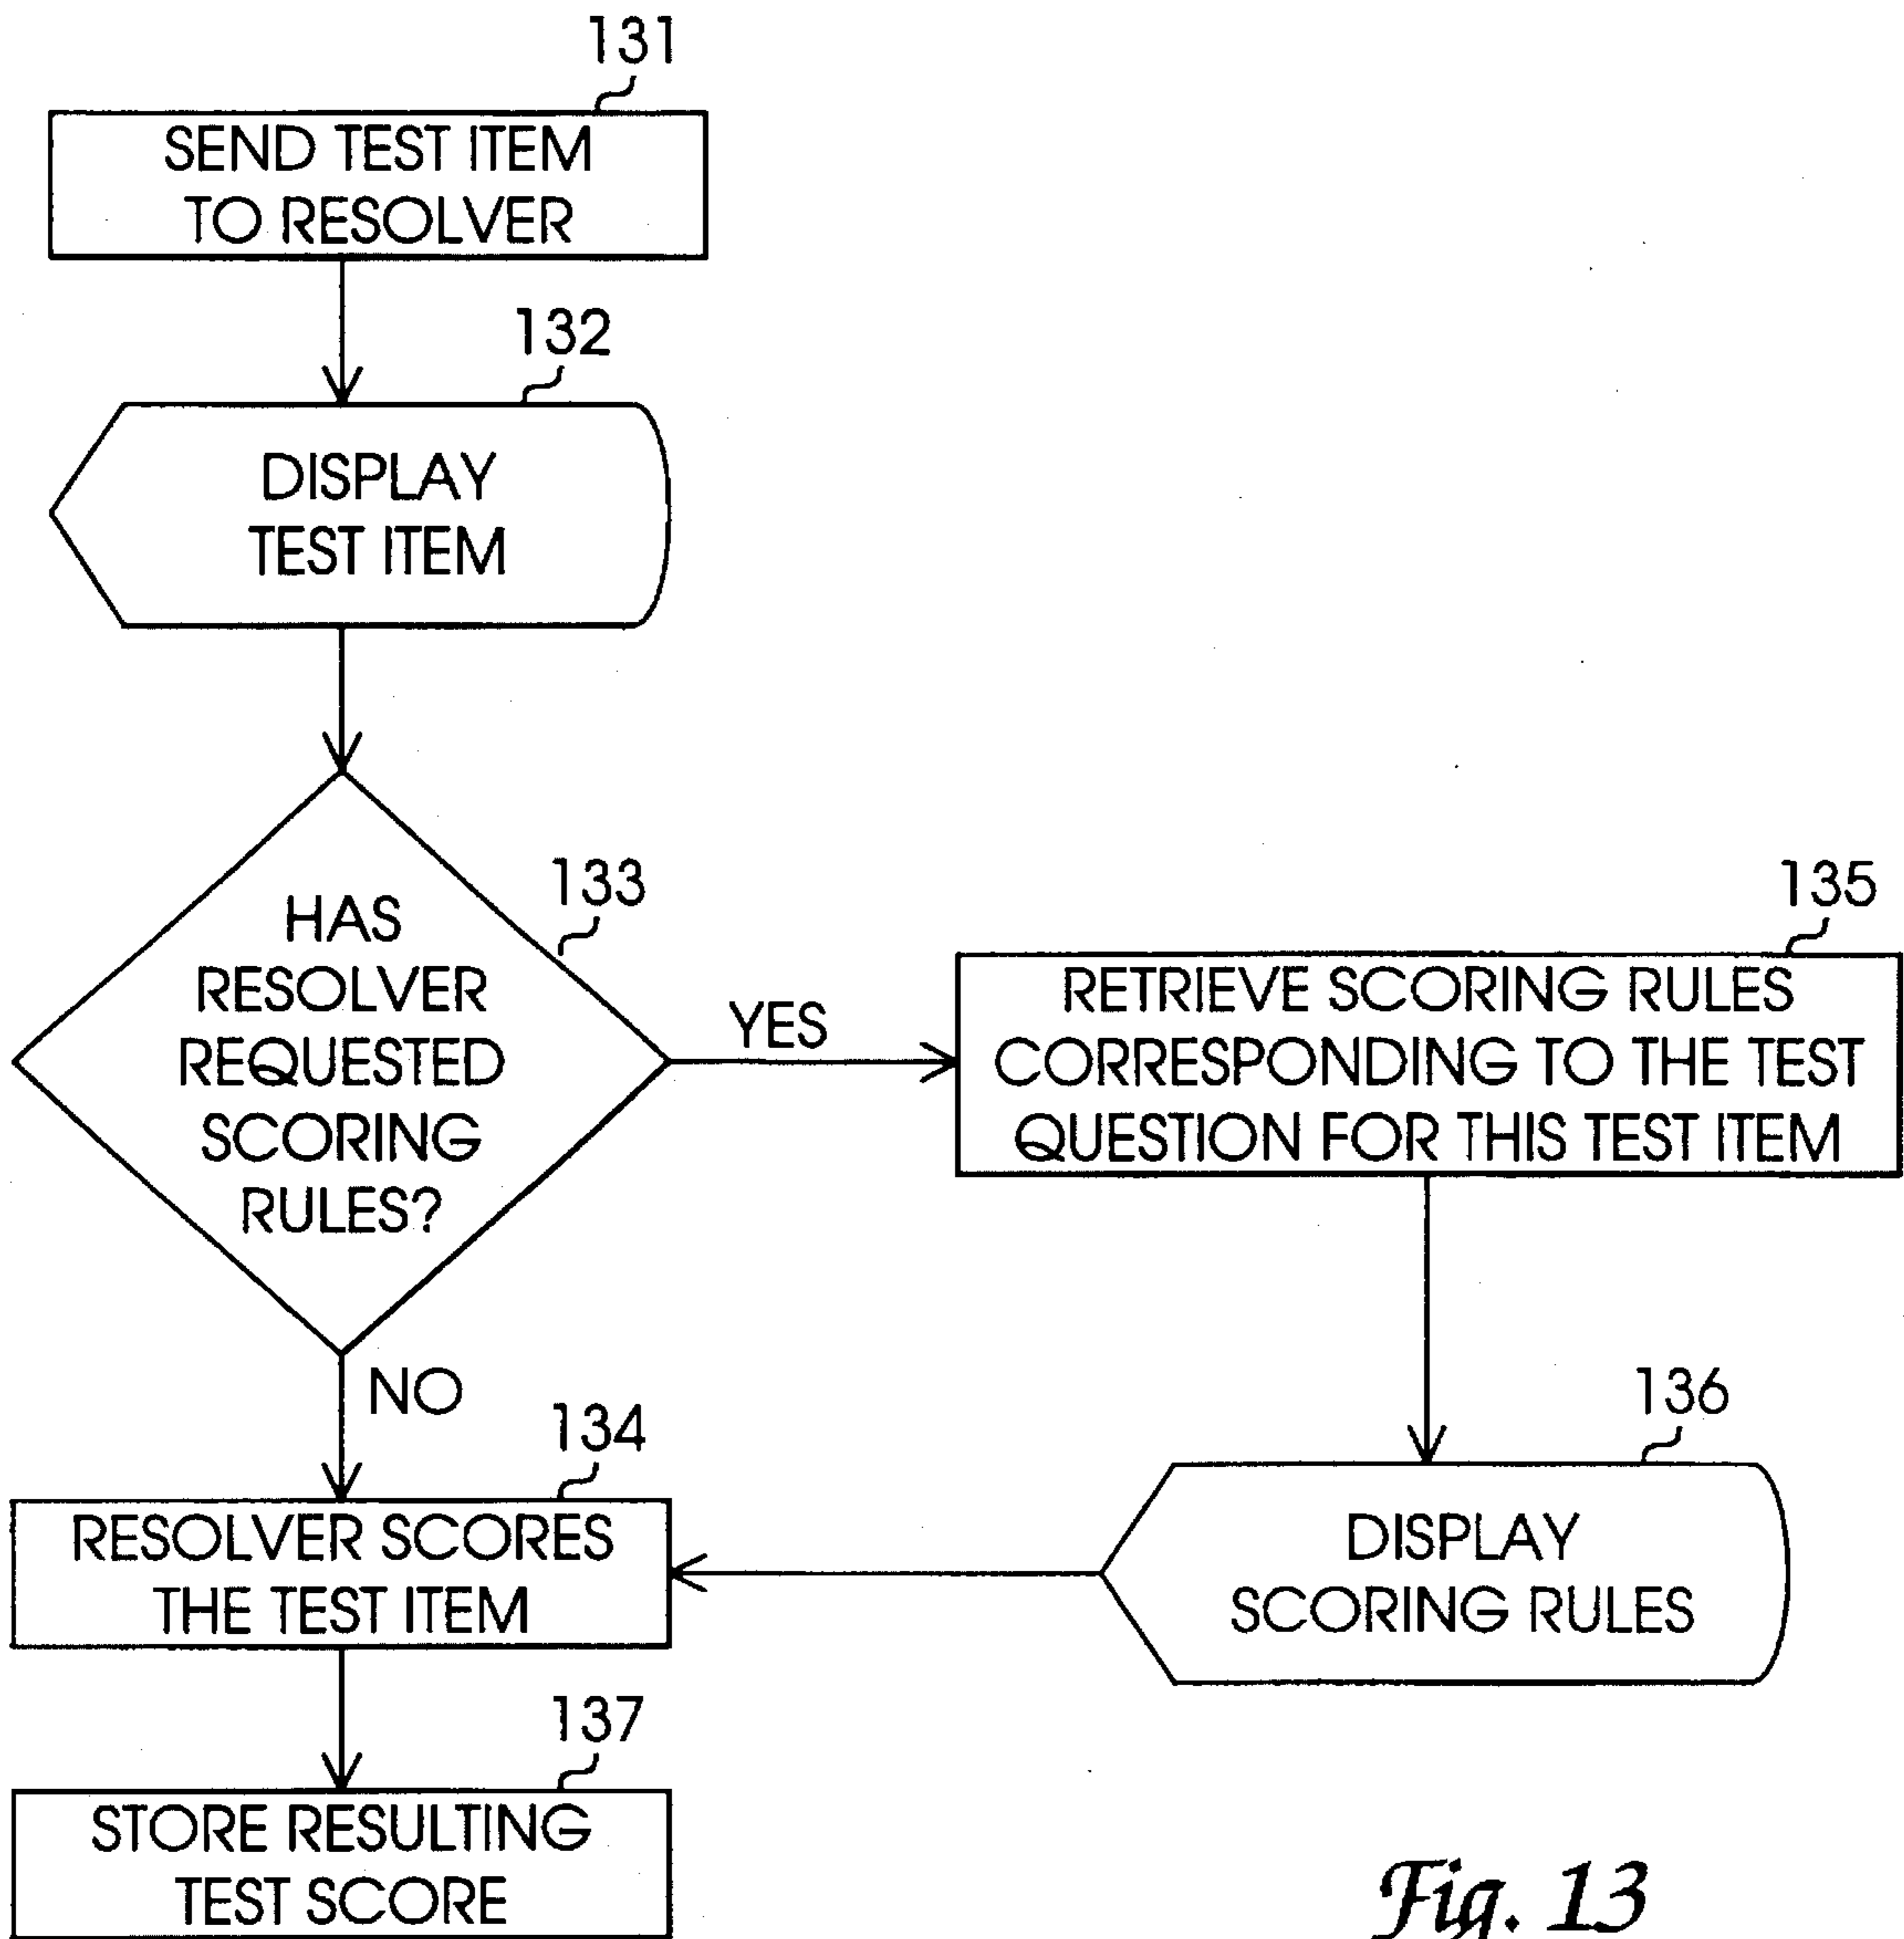 131
SEND TEST ITEM
TO RESOLVER
132
DISPLAY
TEST ITEM
133
HAS
RESOLVER
REQUESTED
SCORING
RULES?
YES
135
RETRIEVE SCORING RULES
CORRESPONDING TO THE TEST
QUESTION FOR THIS TEST ITEM
NO
134
RESOLVER SCORES
THE TEST ITEM
136
DISPLAY
SCORING RULES
137
STORE RESULTING
TEST SCORE
Fig. 13